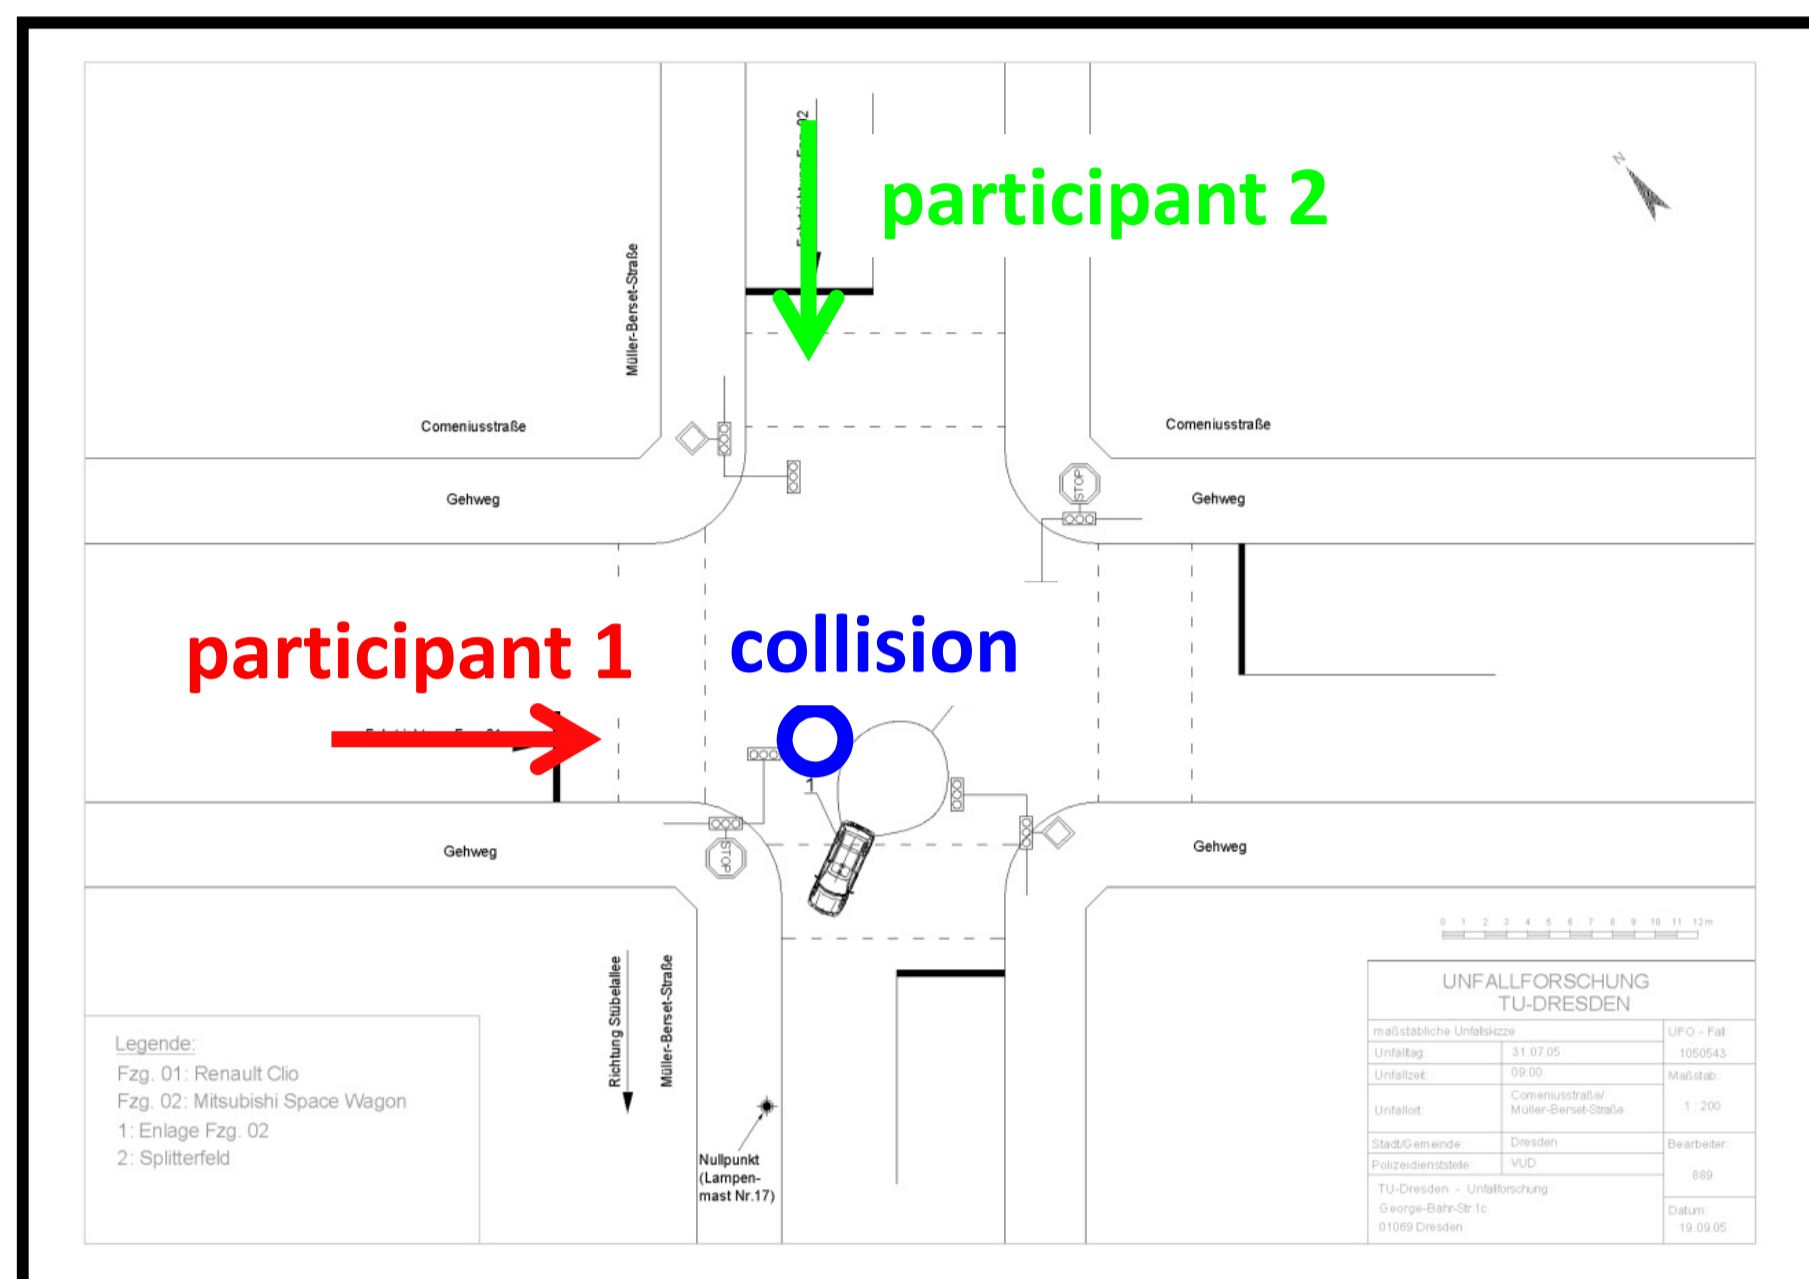 participant 2
N
Müller-Berset-Straße
Comeniusstraße
Comeniusstraße
Gehweg
STOP
Gehweg
participant 1
collision
1
Gehweg
STOP
Gehweg
0 1 2 3 4 5 6 7 8 9 10 11 12m
Richtung Stübelallee
Müller-Berset-Straße
Legende:
Fzg. 01: Renault Clio
Fzg. 02: Mitsubishi Space Wagon
1: Enlage Fzg. 02
2: Splitterfeld
Nullpunkt
(Lampen-
mast Nr.17)
UNFALLFORSCHUNG
TU-DRESDEN
maßstäbliche Unfallskizze
UFO - Fall:
1050543
Unfalltag: 31.07.05
Unfallzeit: 09:00
Maßstab:
1 : 200
Unfallort: Comeniusstraße/
Müller-Berset-Straße
Stadt/Gemeinde: Dresden
Bearbeiter:
889
Polizeidienststelle: VUD
TU-Dresden - Unfallforschung
George-Bähr-Str.1c
01069 Dresden
Datum:
19.09.05